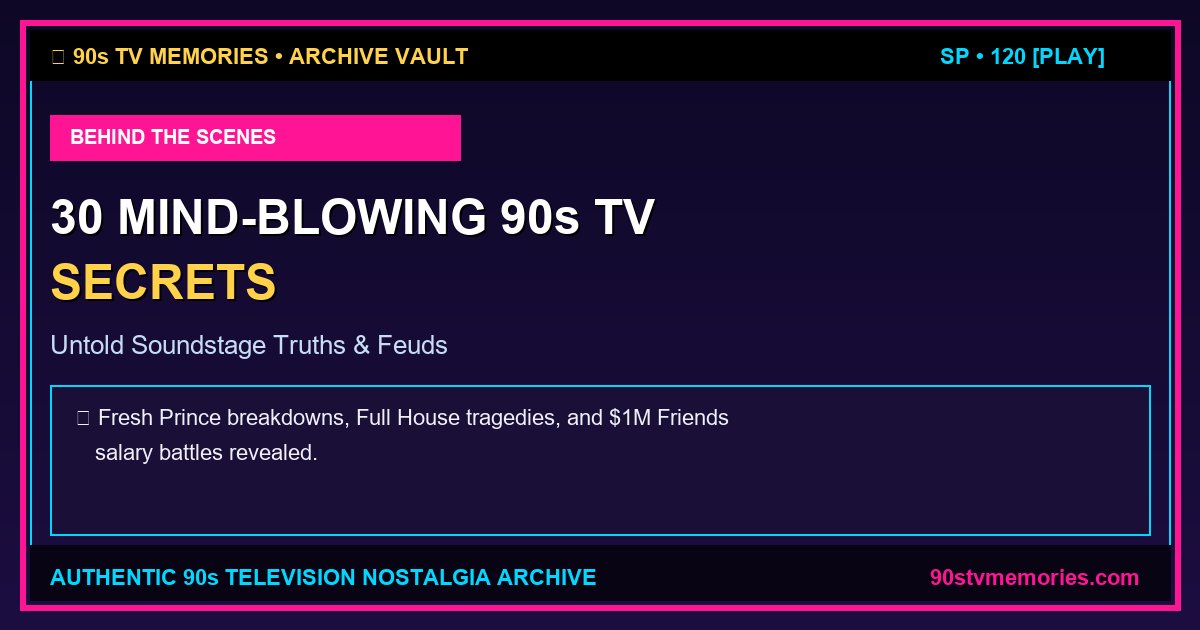 90s TV MEMORIES • ARCHIVE VAULT
SP • 120 [PLAY]
BEHIND THE SCENES
30 MIND-BLOWING 90s TV
SECRETS
Untold Soundstage Truths & Feuds
Fresh Prince breakdowns, Full House tragedies, and $1M Friends
salary battles revealed.
AUTHENTIC 90s TELEVISION NOSTALGIA ARCHIVE
90stvmemories.com